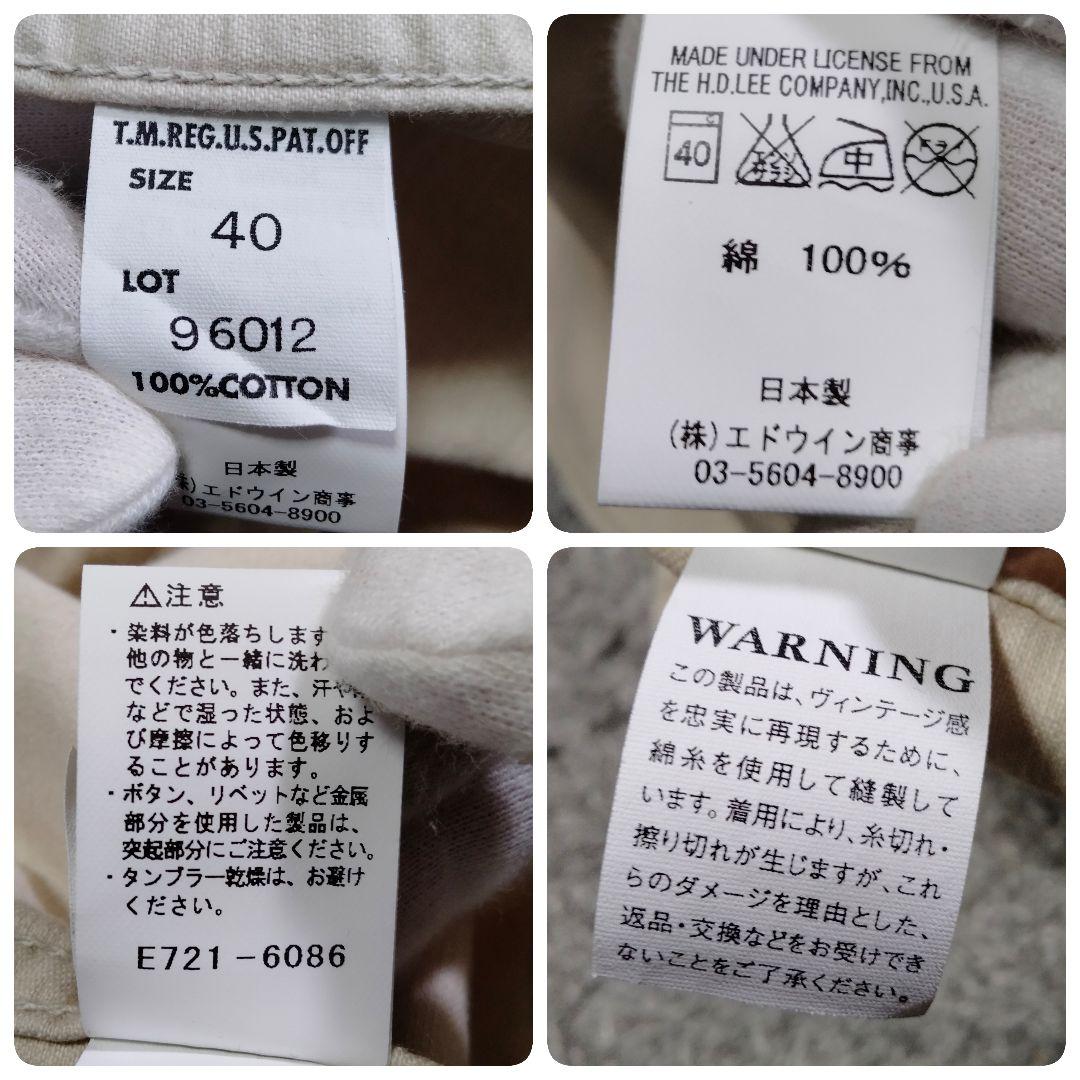 T.M.REG.U.S.PAT.OFF
SIZE
40
LOT
96012
100%COTTON
日本製
株)エドウイン商事
03-5604-8900
MADE UNDER LICENSE FROM
THE H.D.LEE COMPANY,INC.,U.S.A.
40 エンソ サラシ 中 ドライ
綿 100%
日本製
(株)エドウイン商事
03-5604-8900
⚠注意
・染料が色落ちします
他の物と一緒に洗わ
でください。また、汗や
などで湿った状態、およ
び摩擦によって色移りす
ることがあります。
・ボタン、リベットなど金属
部分を使用した製品は、
突起部分にご注意ください。
・タンブラー乾燥は、お避け
ください。
E721-6086
WARNING
この製品は、ヴィンテージ感
を忠実に再現するために、
綿糸を使用して縫製して
います。着用により、糸切れ・
擦り切れが生じますが、これ
らのダメージを理由とした、
返品・交換などをお受けでき
ないことをご了承ください。